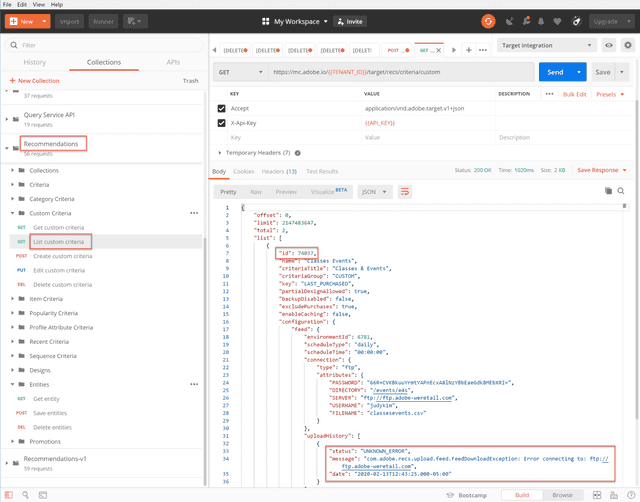 File Edit View Help
New Import Runner My Workspace Invite Upgrade
Filter
History Collections APIs
New Collection Trash
37 requests
Query Service API
19 requests
Recommendations
56 requests
Collections
Criteria
Category Criteria
Custom Criteria
GET Get custom criteria
GET List custom criteria
POST Create custom criteria
PUT Edit custom criteria
DEL Delete custom criteria
Item Criteria
Popularity Criteria
Profile Attribute Criteria
Recent Criteria
Sequence Criteria
Designs
Entities
GET Get entity
POST Save entities
DEL Delete entities
Promotions
Recommendations-v1
59 requests
[DELETE [DELETE [DELETE [DELETE [DELETE POST ... GET ... Target Integration
GET https://mc.adobe.io/{{TENANT_ID}}/target/recs/criteria/custom Send Save
KEY VALUE DESCRIPTION Bulk Edit Presets
Accept application/vnd.adobe.target.v1+json
X-Api-Key {{API_KEY}}
Key Value Description
Temporary Headers (7)
Body Cookies Headers (13) Test Results Status: 200 OK Time: 1020ms Size: 2 KB Save Response
Pretty Raw Preview Visualize BETA JSON
1 {
2 "offset": 0,
3 "limit": 2147483647,
4 "total": 2,
5 "list": [
6 {
7 "id": 74037,
8 "name": "Classes Events",
9 "criteriaTitle": "Classes & Events",
10 "criteriaGroup": "CUSTOM",
11 "key": "LAST_PURCHASED",
12 "partialDesignAllowed": true,
13 "backupDisabled": false,
14 "excludePurchases": true,
15 "enableCaching": false,
16 "configuration": {
17 "feed": {
18 "environmentId": 6781,
19 "scheduleType": "daily",
20 "scheduleTime": "00:00:00",
21 "connection": {
22 "type": "ftp",
23 "attributes": {
24 "PASSWORD":
25 "DIRECTORY": "/events/e4s",
26 "SERVER": "ftp://ftp.adobe-weretail.com",
27 "USERNAME": "judykim",
28 "FILENAME": "classesevents.csv"
29 }
30 },
31 "uploadHistory": [
32 {
33 "status": "UNKNOWN_ERROR",
34 "message": "com.adobe.recs.upload.feed.FeedDownloadException: Error connecting to: ftp://
ftp.adobe-weretail.com",
35 "date": "2020-02-13T12:43:25.000-05:00"
36 }
Bootcamp Build Browse